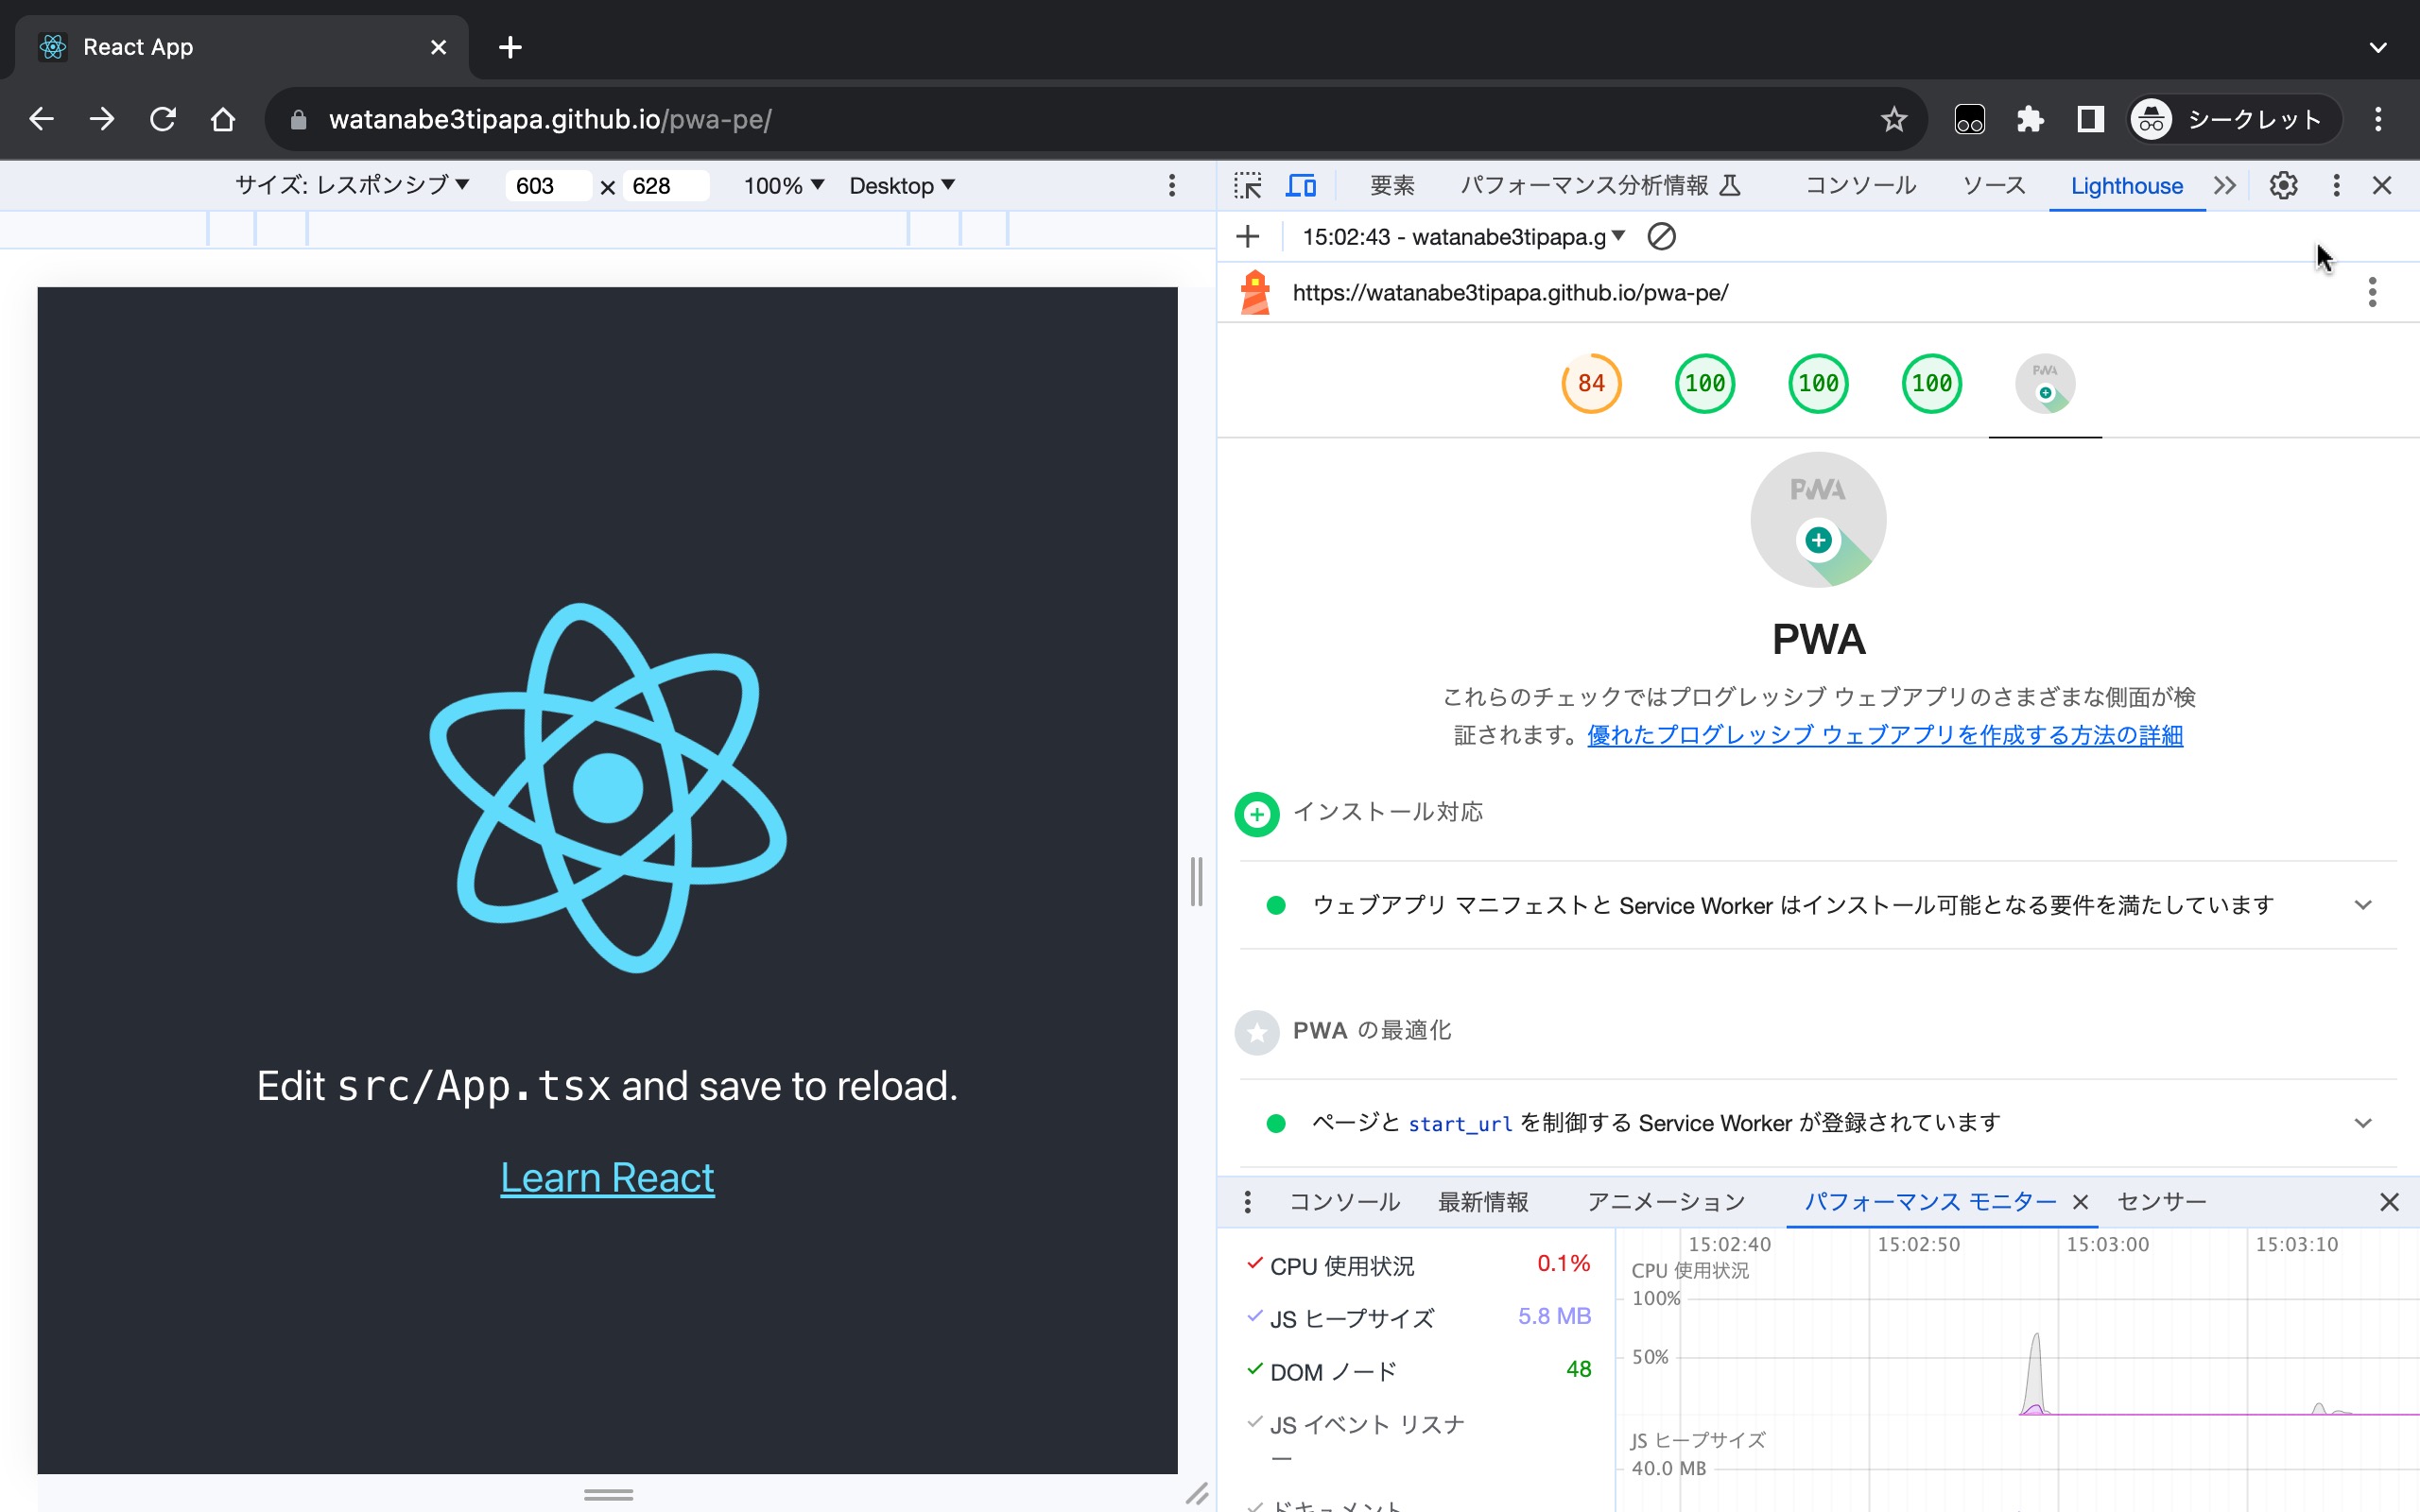 React App
watanabe3tipapa.github.io/pwa-pe/
シークレット
サイズ: レスポンシブ 603 × 628 100% Desktop
要素 パフォーマンス分析情報 コンソール ソース Lighthouse
15:02:43 - watanabe3tipapa.g
https://watanabe3tipapa.github.io/pwa-pe/
84 100 100 100 PWA
PWA
PWA
これらのチェックではプログレッシブ ウェブアプリのさまざまな側面が検
証されます。優れたプログレッシブ ウェブアプリを作成する方法の詳細
インストール対応
ウェブアプリ マニフェストと Service Worker はインストール可能となる要件を満たしています
PWA の最適化
ページと start_url を制御する Service Worker が登録されています
Edit src/App.tsx and save to reload.
Learn React
コンソール 最新情報 アニメーション パフォーマンス モニター センサー
CPU 使用状況 0.1%
JS ヒープサイズ 5.8 MB
DOM ノード 48
JS イベント リスナ
ー
ドキュメント
15:02:40 15:02:50 15:03:00 15:03:10
CPU 使用状況
100%
50%
JS ヒープサイズ
40.0 MB